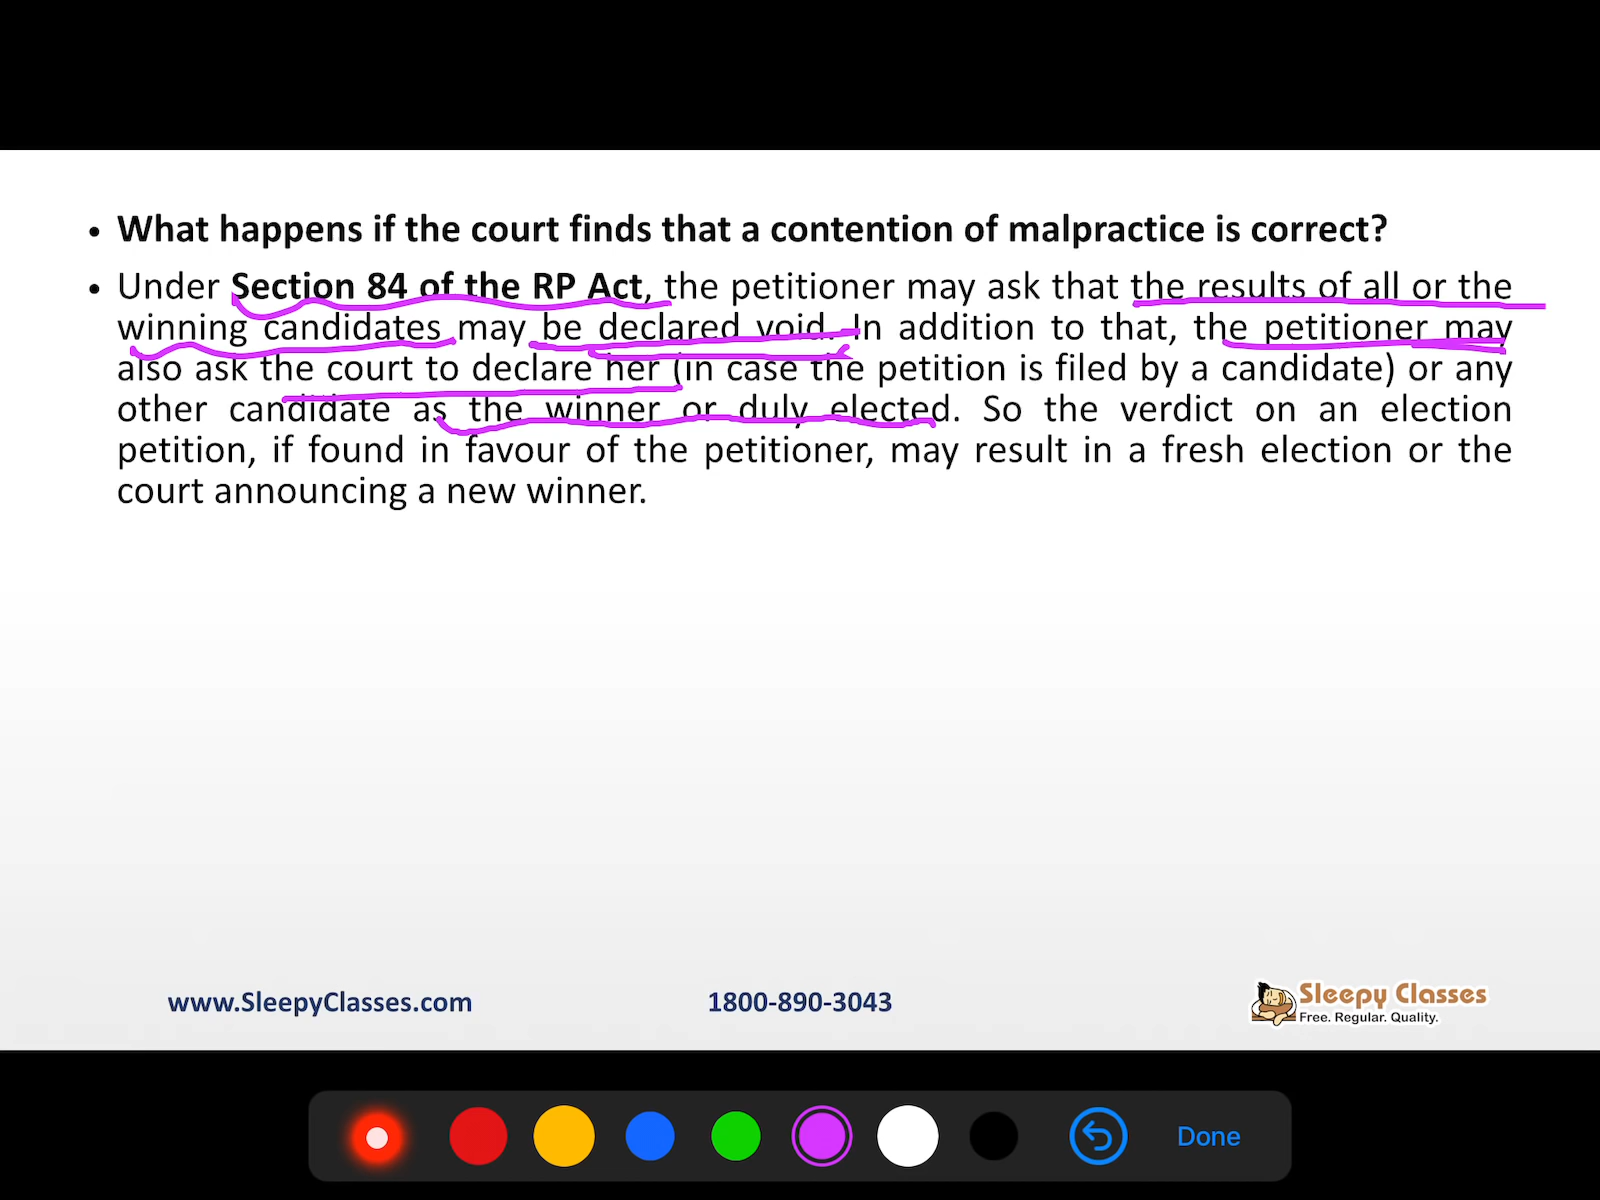 • What happens if the court finds that a contention of malpractice is correct?
• Under Section 84 of the RP Act, the petitioner may ask that the results of all or the
winning candidates may be declared void. In addition to that, the petitioner may
also ask the court to declare her (in case the petition is filed by a candidate) or any
other candidate as the winner or duly elected. So the verdict on an election
petition, if found in favour of the petitioner, may result in a fresh election or the
court announcing a new winner.
www.SleepyClasses.com
1800-890-3043
Sleepy Classes
Free. Regular. Quality.
Done